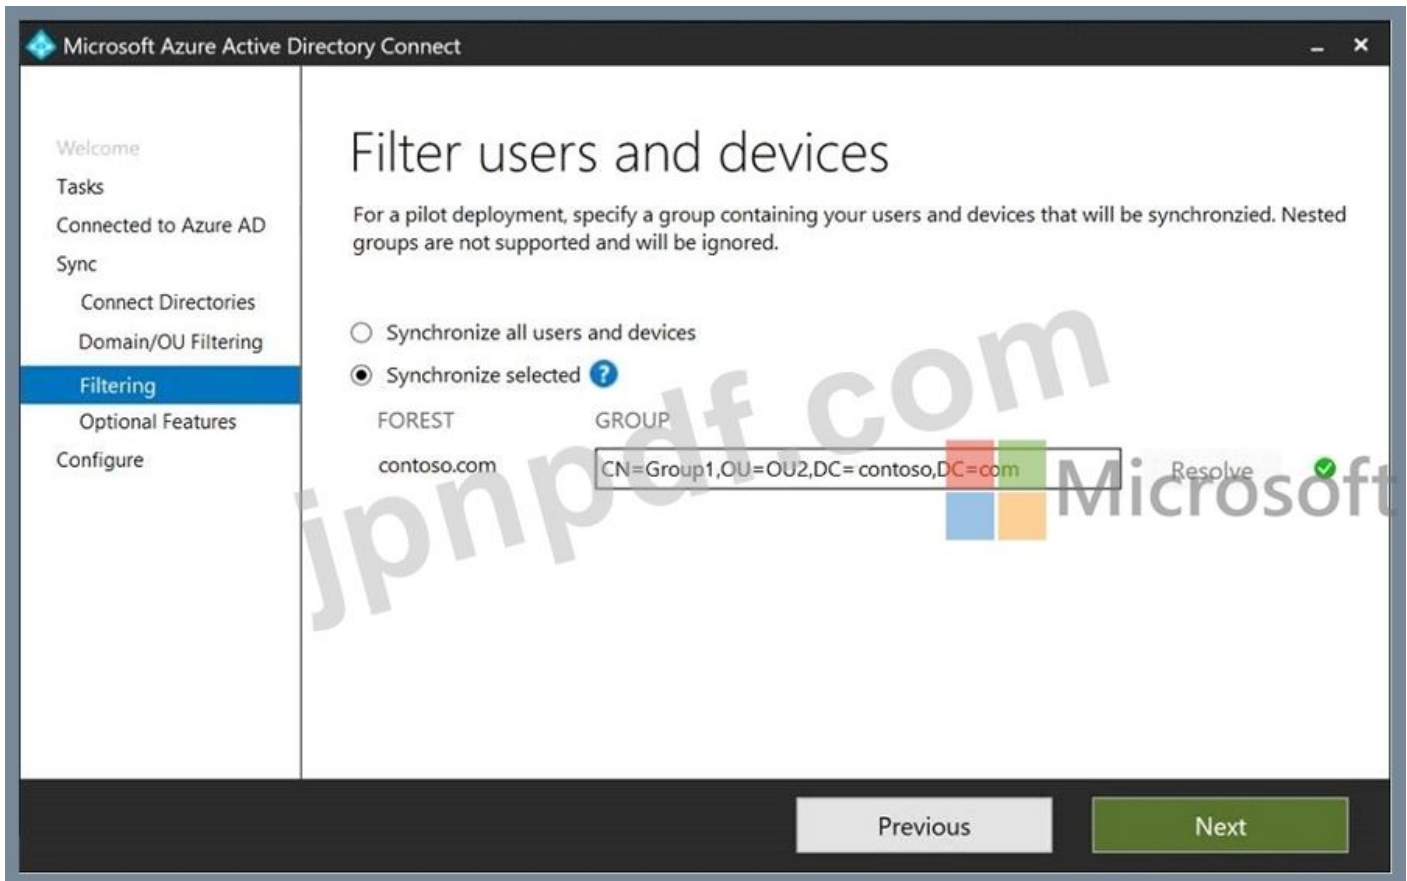 Microsoft Azure Active Directory Connect
Welcome
Tasks
Connected to Azure AD
Sync
Connect Directories
Domain/OU Filtering
Filtering
Optional Features
Configure
Filter users and devices
For a pilot deployment, specify a group containing your users and devices that will be synchronzied. Nested
groups are not supported and will be ignored.
Synchronize all users and devices
Synchronize selected ?
FOREST GROUP
contoso.com CN=Group1,OU=OU2,DC= contoso,DC=com Resolve
jpnpdf.com
Microsoft
Previous Next